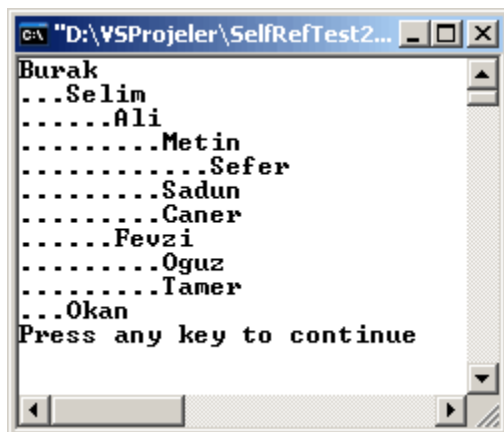 "D:\VSProjeler\SelfRefTest2...
Burak
...Selim
......Ali
.........Metin
............Sefer
.........Sadun
.........Caner
......Fevzi
.........Oguz
.........Tamer
...Okan
Press any key to continue